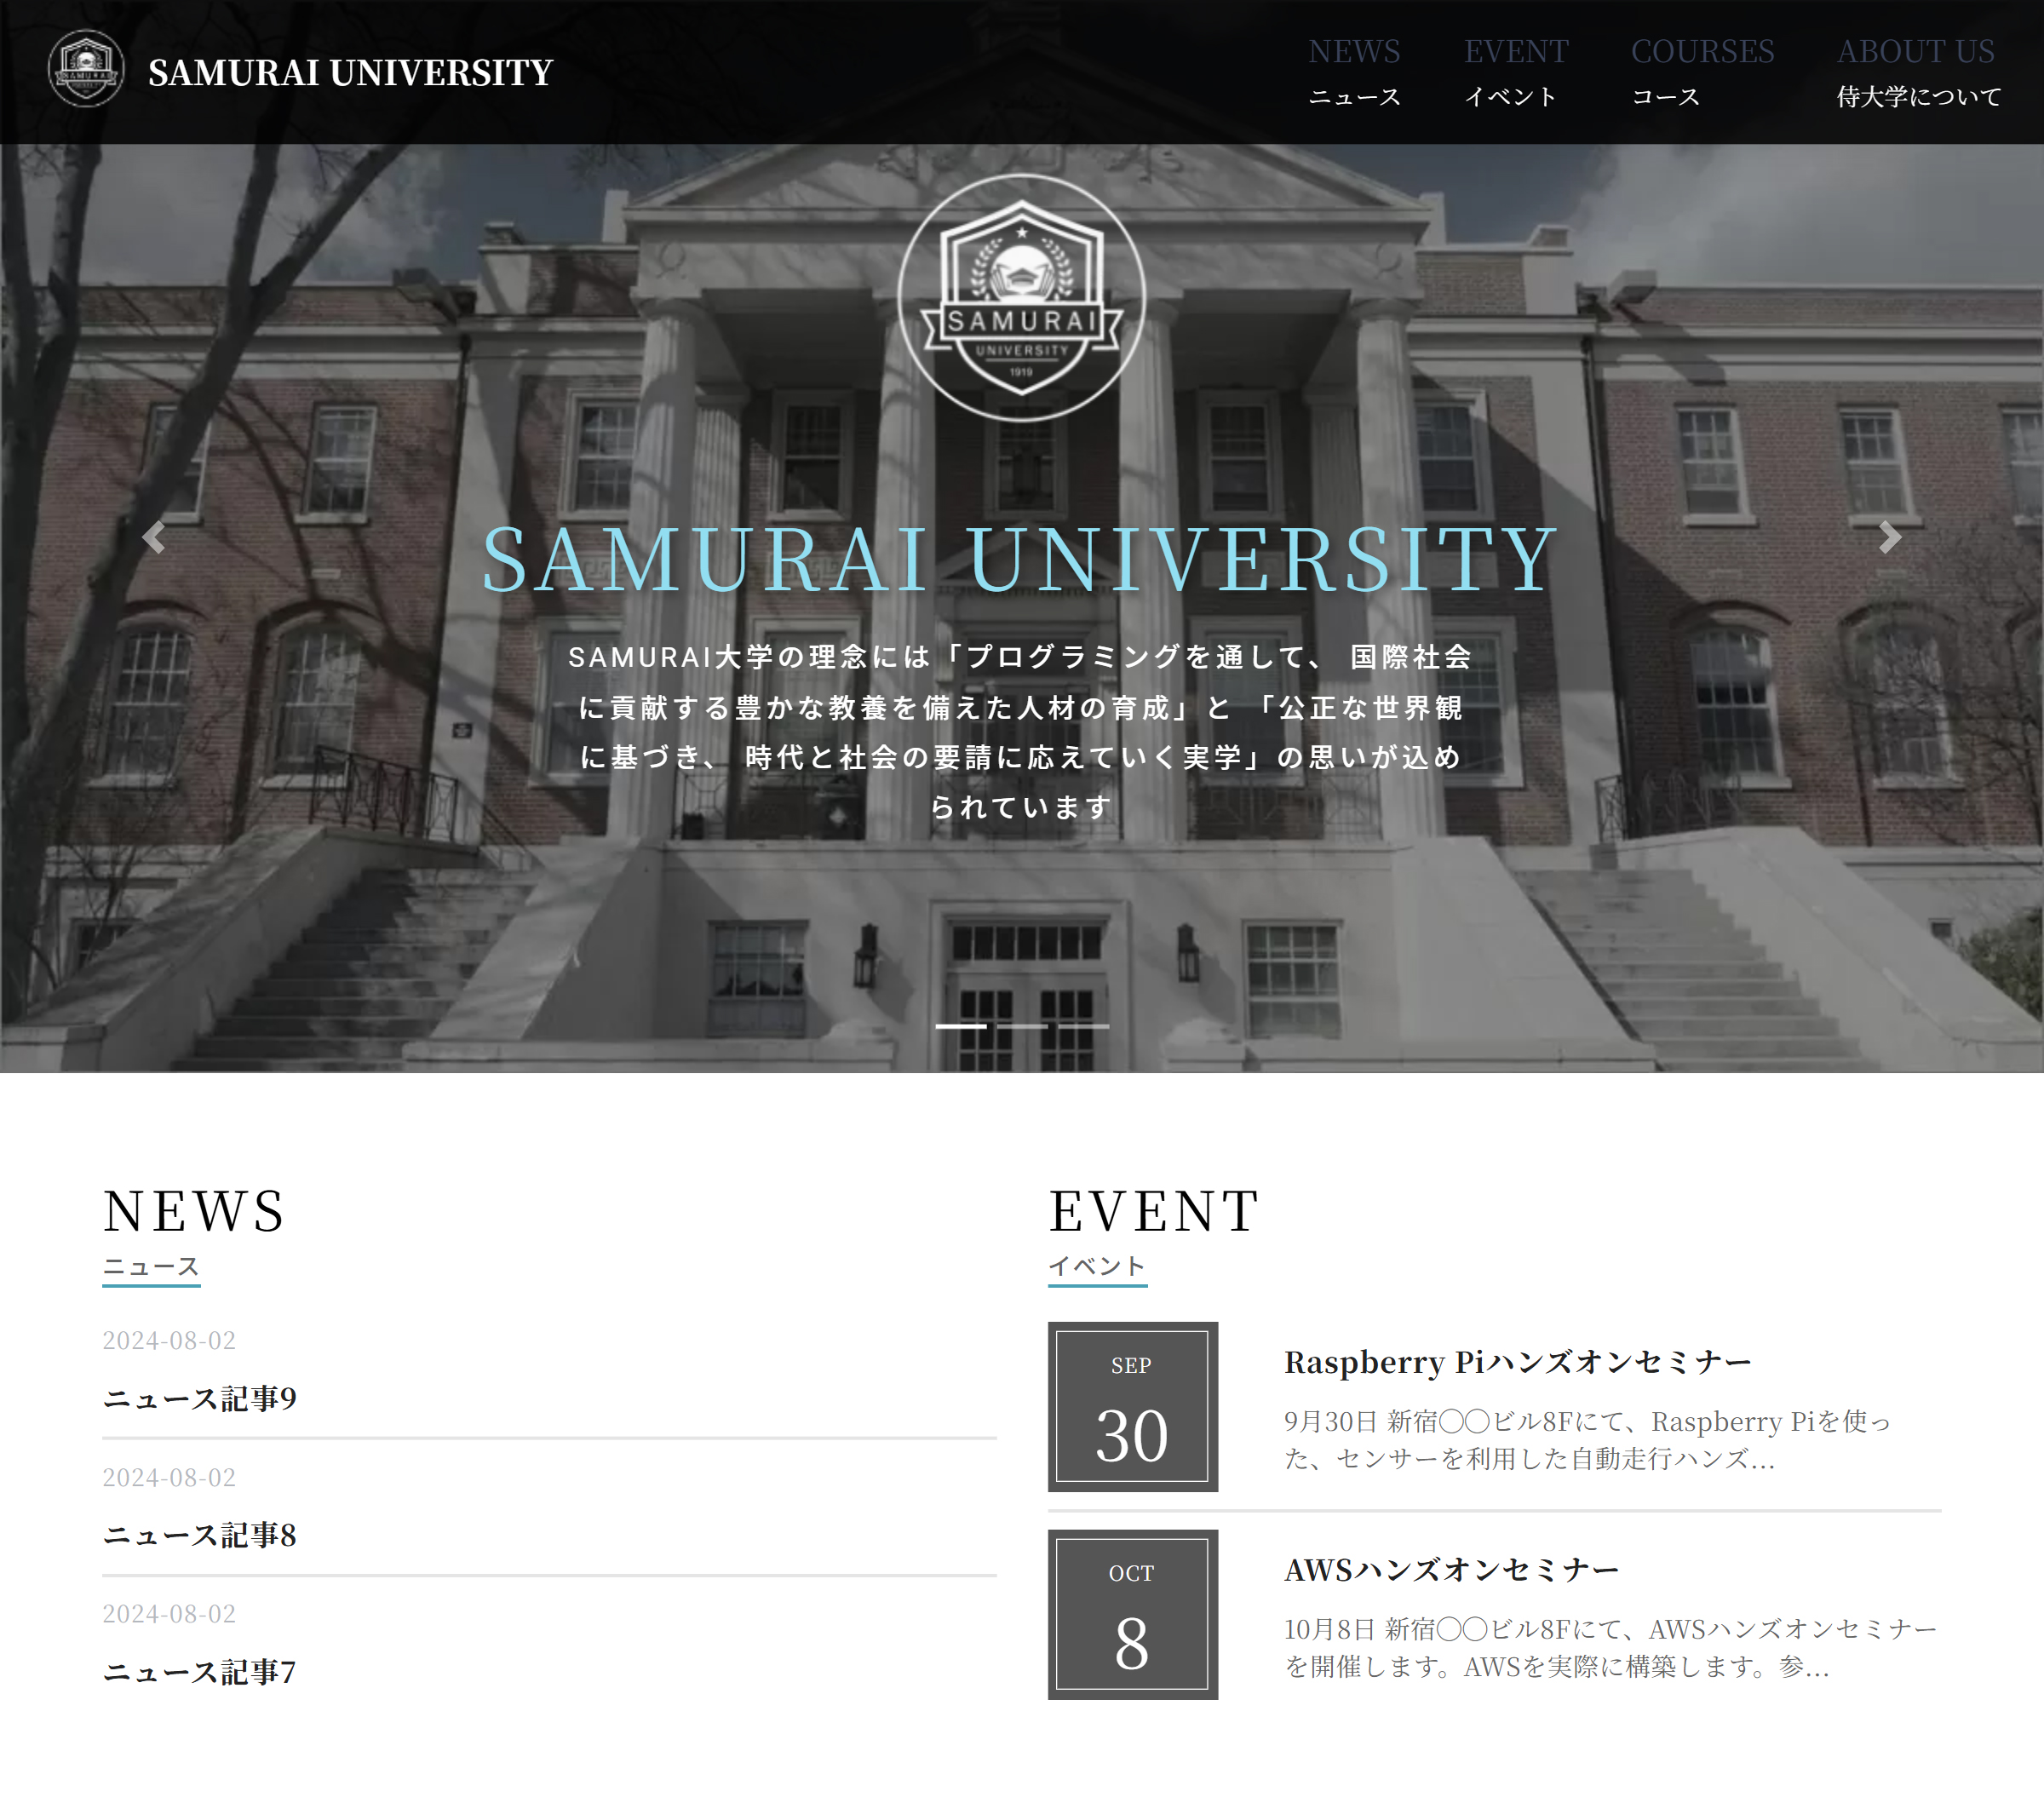 SAMURAI UNIVERSITY
NEWS
ニュース
EVENT
イベント
COURSES
コース
ABOUT US
侍大学について
SAMURAI
UNIVERSITY
1919
SAMURAI UNIVERSITY
SAMURAI大学の理念には「プログラミングを通して、 国際社会
に貢献する豊かな教養を備えた人材の育成」と 「公正な世界観
に基づき、 時代と社会の要請に応えていく実学」の思いが込め
られています
NEWS
ニュース
2024-08-02
ニュース記事9
2024-08-02
ニュース記事8
2024-08-02
ニュース記事7
EVENT
イベント
SEP
30
Raspberry Piハンズオンセミナー
9月30日 新宿◯◯ビル8Fにて、Raspberry Piを使っ
た、センサーを利用した自動走行ハンズ...
OCT
8
AWSハンズオンセミナー
10月8日 新宿◯◯ビル8Fにて、AWSハンズオンセミナー
を開催します。AWSを実際に構築します。参...